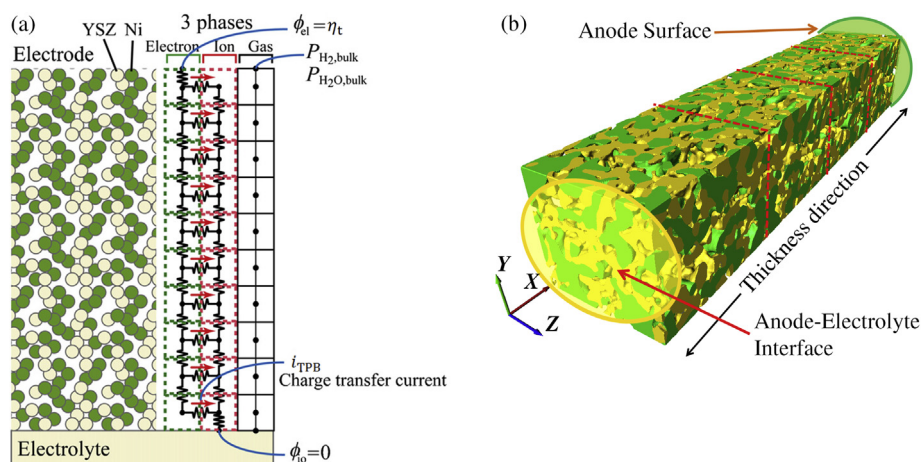 (a)
3 phases
ϕel=ηt
YSZ Ni
Electrode
Electron Ion Gas
PH2,bulk
PH2O,bulk
iTPB
Charge transfer current
Electrolyte
ϕio=0
(b)
Anode Surface
Thickness direction
Y
X
Z
Anode-Electrolyte
Interface